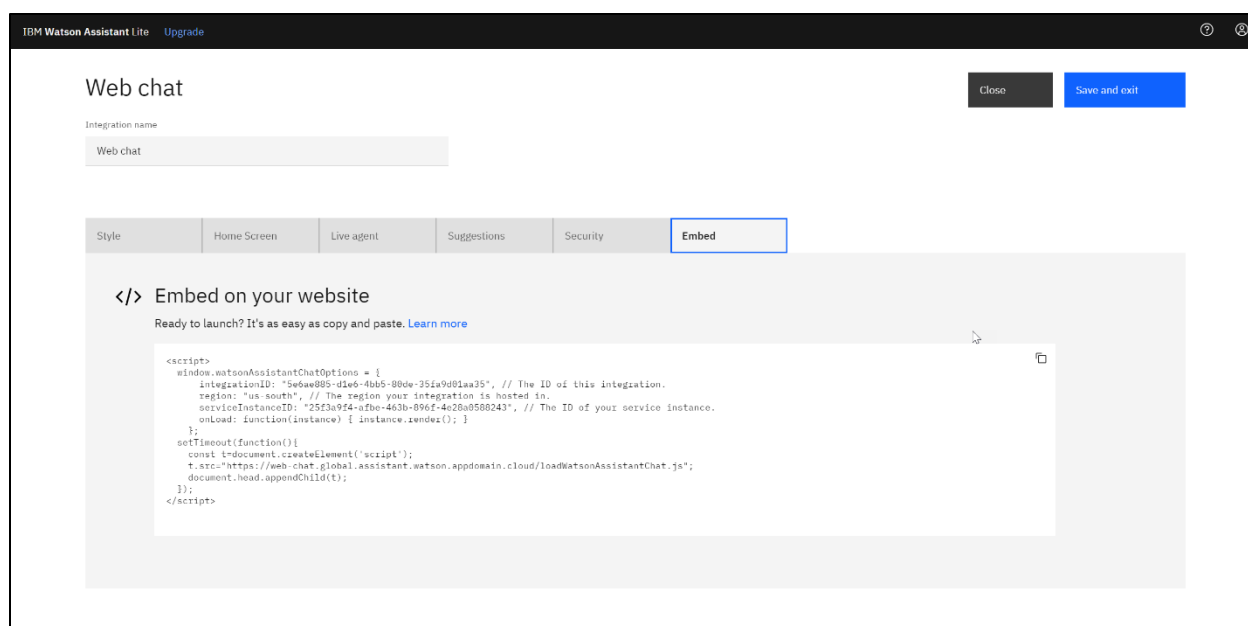 IBM Watson Assistant Lite Upgrade
Web chat
Close
Save and exit
Integration name
Web chat
Style
Home Screen
Live agent
Suggestions
Security
Embed
</> Embed on your website
Ready to launch? It's as easy as copy and paste. Learn more
<script>
window.watsonAssistantChatOptions = {
integrationID: "5e6ae885-d1e6-4bb5-80de-35fa9d01aa35", // The ID of this integration.
region: "us-south", // The region your integration is hosted in.
serviceInstanceID: "25f3a9f4-afbe-463b-896f-4e28a0588243", // The ID of your service instance.
onLoad: function(instance) { instance.render(); }
};
setTimeout(function(){
const t=document.createElement('script');
t.src="https://web-chat.global.assistant.watson.appdomain.cloud/loadWatsonAssistantChat.js";
document.head.appendChild(t);
});
</script>